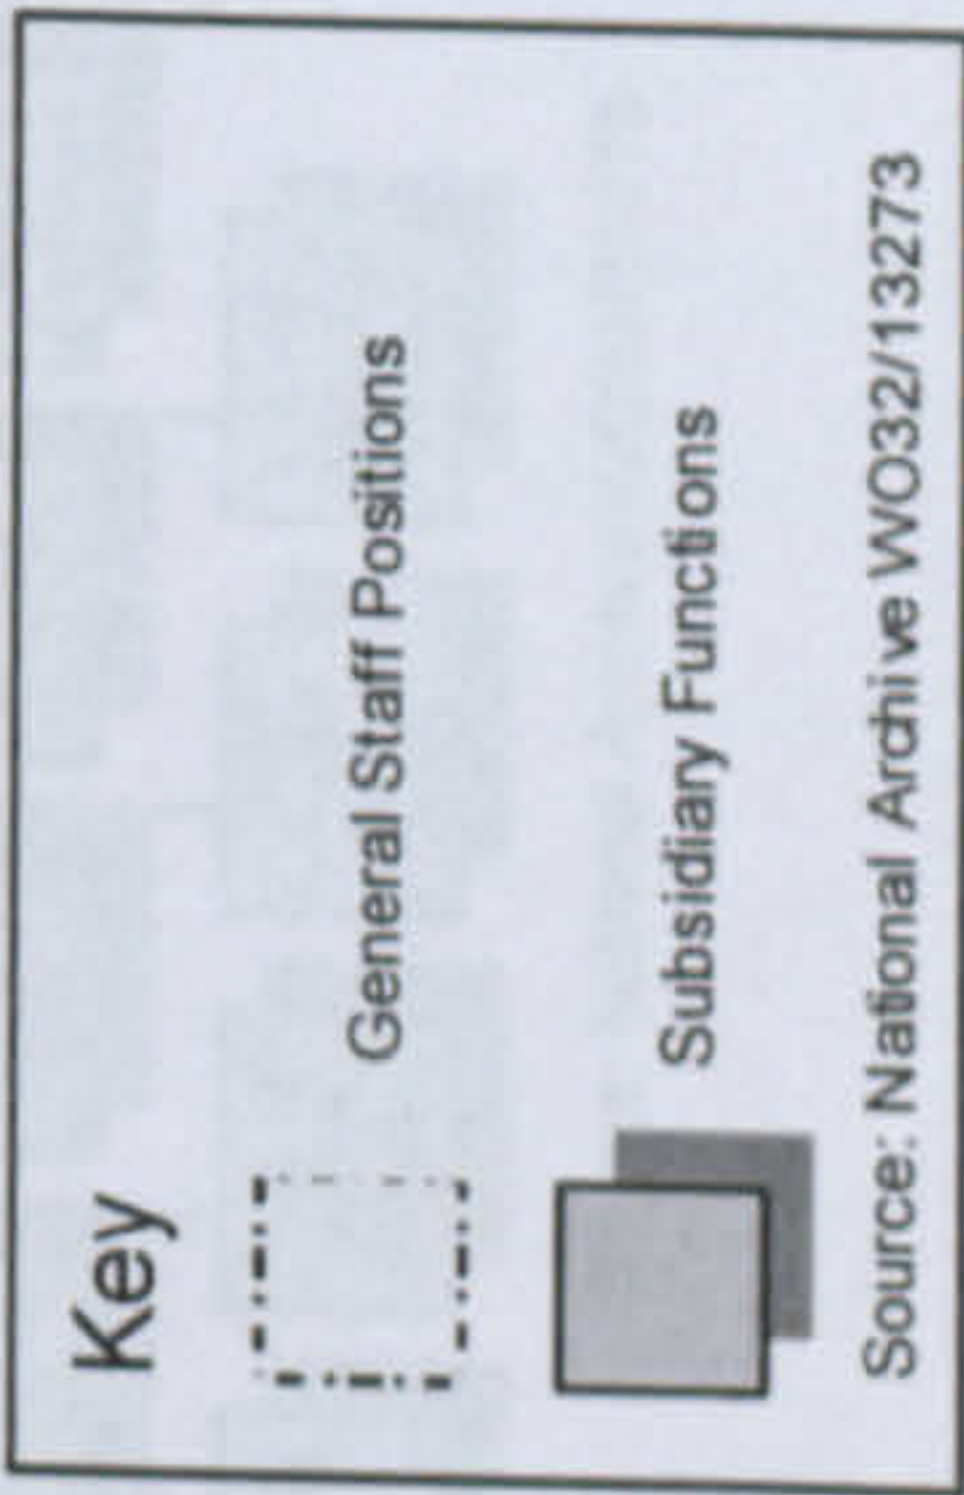 Key
General Staff Positions
Subsidiary Functions
Source: National Archive WO32/13273